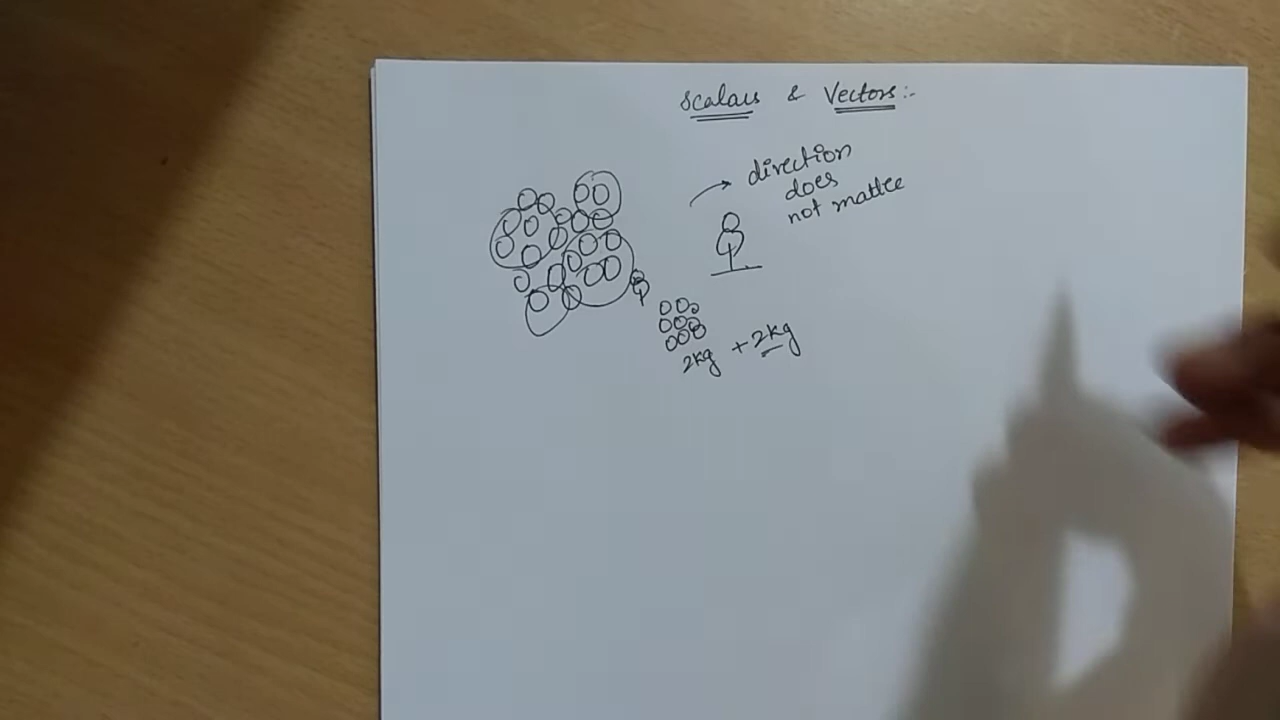 Scalars & Vectors:-
direction
does
not matter
2kg + 2kg